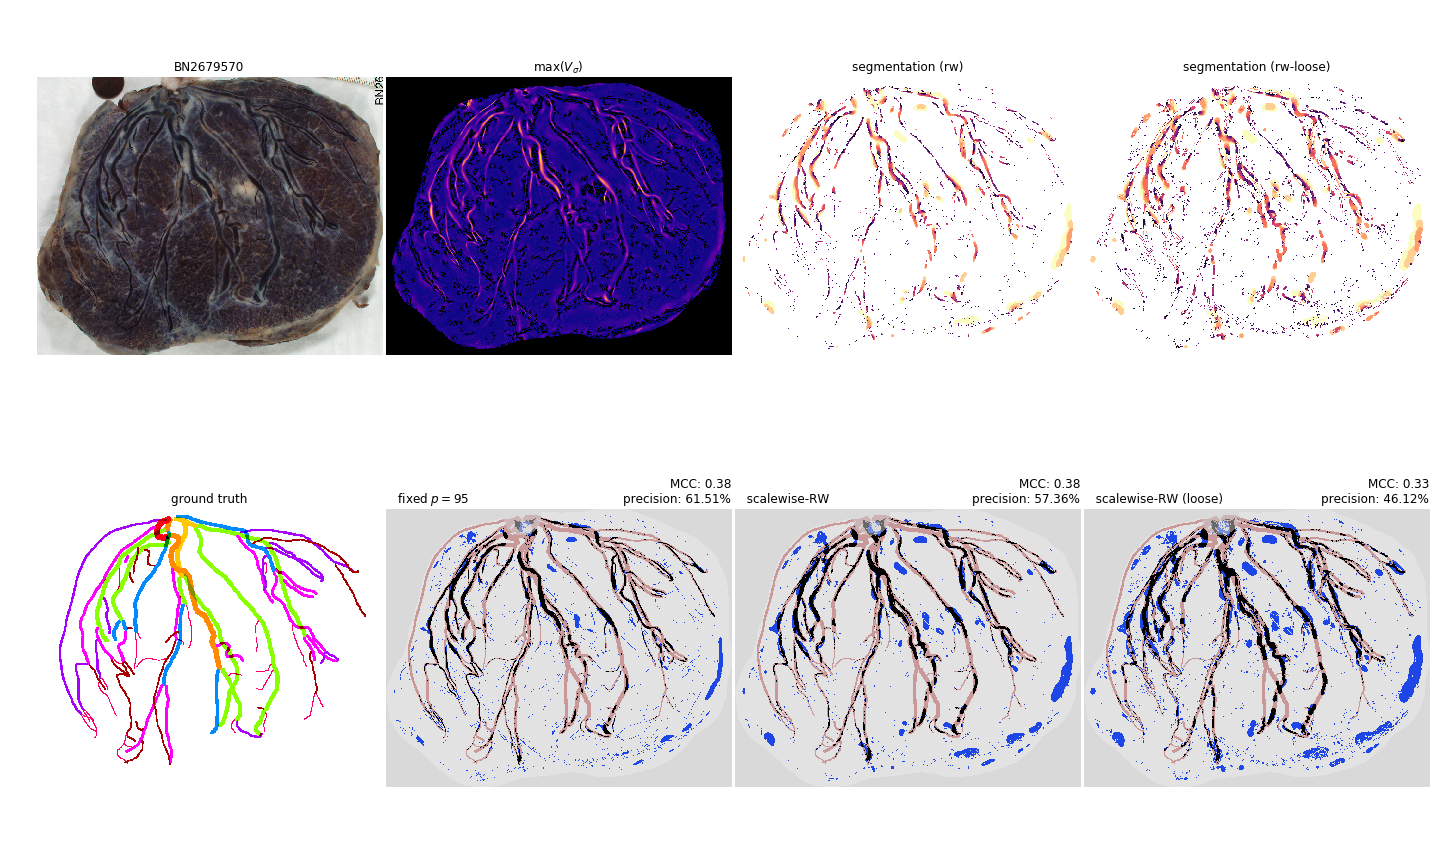 BN2679570
max(V_σ)
segmentation (rw)
segmentation (rw-loose)
BN26
ground truth
fixed p = 95
MCC: 0.38
precision: 61.51%
scalewise-RW
MCC: 0.38
precision: 57.36%
scalewise-RW (loose)
MCC: 0.33
precision: 46.12%